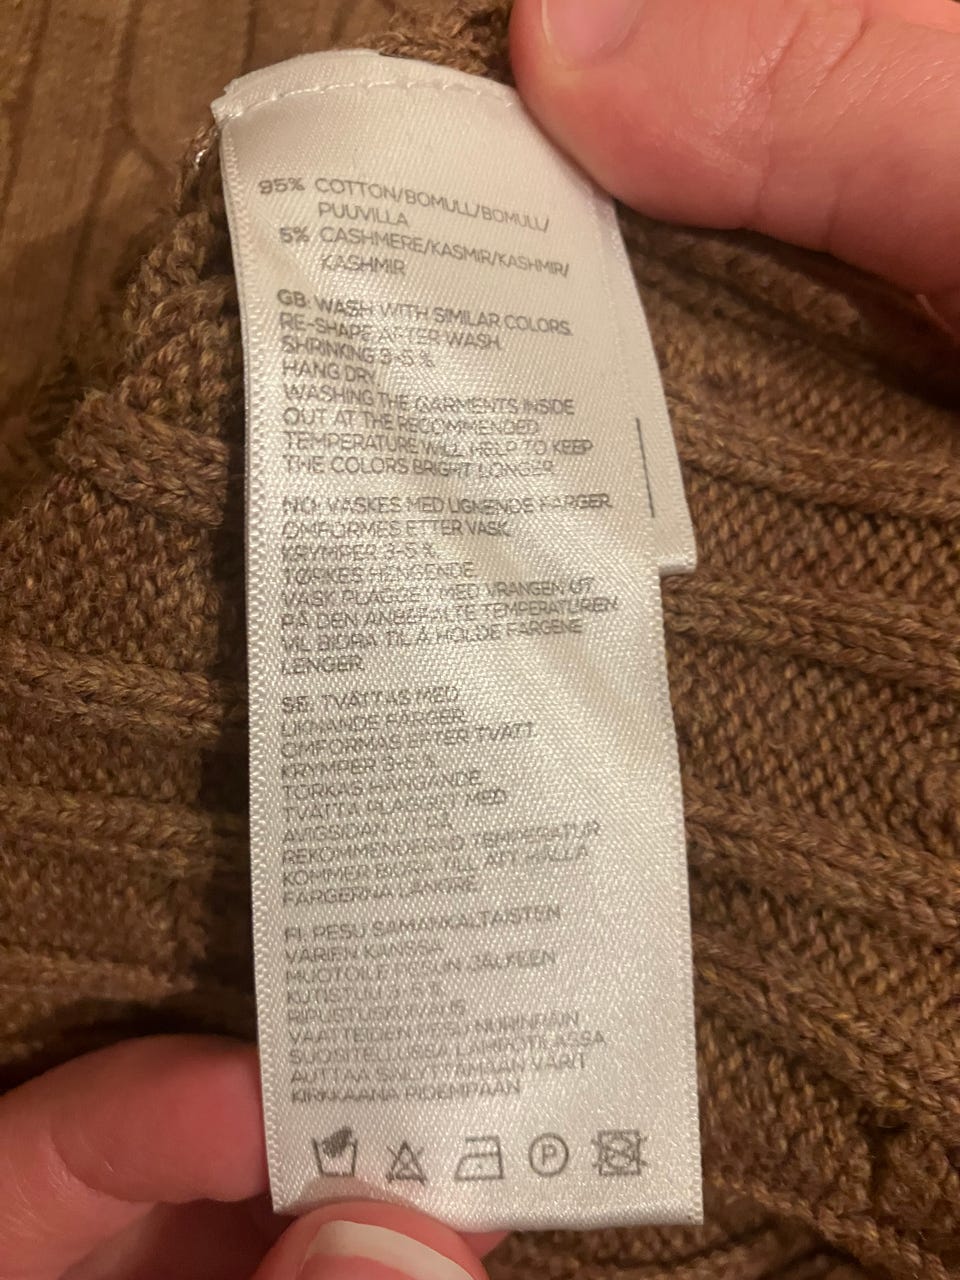 95% COTTON/BOMULL/BOMULL/
PUUVILLA
5% CASHMERE/KASMIR/KASHMIR/
KASHMIR
GB: WASH WITH SIMILAR COLORS.
RE-SHAPE AFTER WASH.
SHRINKING 3-5 %.
HANG DRY.
WASHING THE GARMENTS INSIDE
OUT AT THE RECOMMENDED
TEMPERATURE WILL HELP TO KEEP
THE COLORS BRIGHT LONGER.
NO: VASKES MED LIGNENDE FARGER.
OMFORMES ETTER VASK.
KRYMPER 3-5 %.
TØRKES HENGENDE.
VASK PLAGGET MED VRANGEN UT
PÅ DEN ANBEFALTE TEMPERATUREN
VIL BIDRA TIL Å HOLDE FARGENE
LENGER.
SE: TVÄTTAS MED
LIKNANDE FÄRGER.
OMFORMAS EFTER TVÄTT.
KRYMPER 3-5 %.
TORKAS HÄNGANDE.
TVÄTTA PLAGGET MED
AVIGSIDAN UT PÅ
REKOMMENDERAD TEMPERATUR
KOMMER BIDRA TILL ATT HÅLLA
FÄRGERNA LÄNGRE.
FI: PESU SAMANKALTAISTEN
VÄRIEN KANSSA
MUOTOILE PESUN JÄLKEEN
KUTISTUU 3-5 %
RIPUSTUSKUIVAUS
VAATTEIDEN PESU NURINPÄIN
SUOSITELLUSSA LÄMPÖTILASSA
AUTTAA SÄILYTTÄMÄÄN VÄRIT
KIRKKAANA PIDEMPÄÄN
P